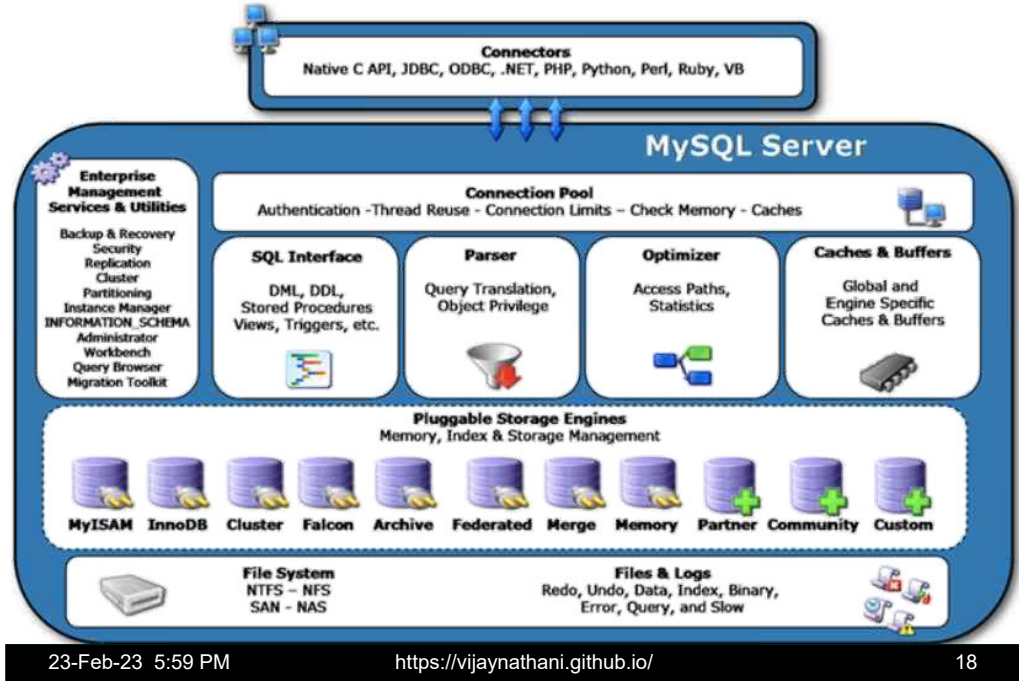 Connectors
Native C API, JDBC, ODBC, .NET, PHP, Python, Perl, Ruby, VB
MySQL Server
Enterprise
Management
Services & Utilities
Backup & Recovery
Security
Replication
Cluster
Partitioning
Instance Manager
INFORMATION_SCHEMA
Administrator
Workbench
Query Browser
Migration Toolkit
Connection Pool
Authentication -Thread Reuse - Connection Limits – Check Memory - Caches
SQL Interface
DML, DDL,
Stored Procedures
Views, Triggers, etc.
Parser
Query Translation,
Object Privilege
Optimizer
Access Paths,
Statistics
Caches & Buffers
Global and
Engine Specific
Caches & Buffers
Pluggable Storage Engines
Memory, Index & Storage Management
MyISAM InnoDB Cluster Falcon Archive Federated Merge Memory Partner Community Custom
File System
NTFS – NFS
SAN - NAS
Files & Logs
Redo, Undo, Data, Index, Binary,
Error, Query, and Slow
23-Feb-23 5:59 PM https://vijaynathani.github.io/ 18